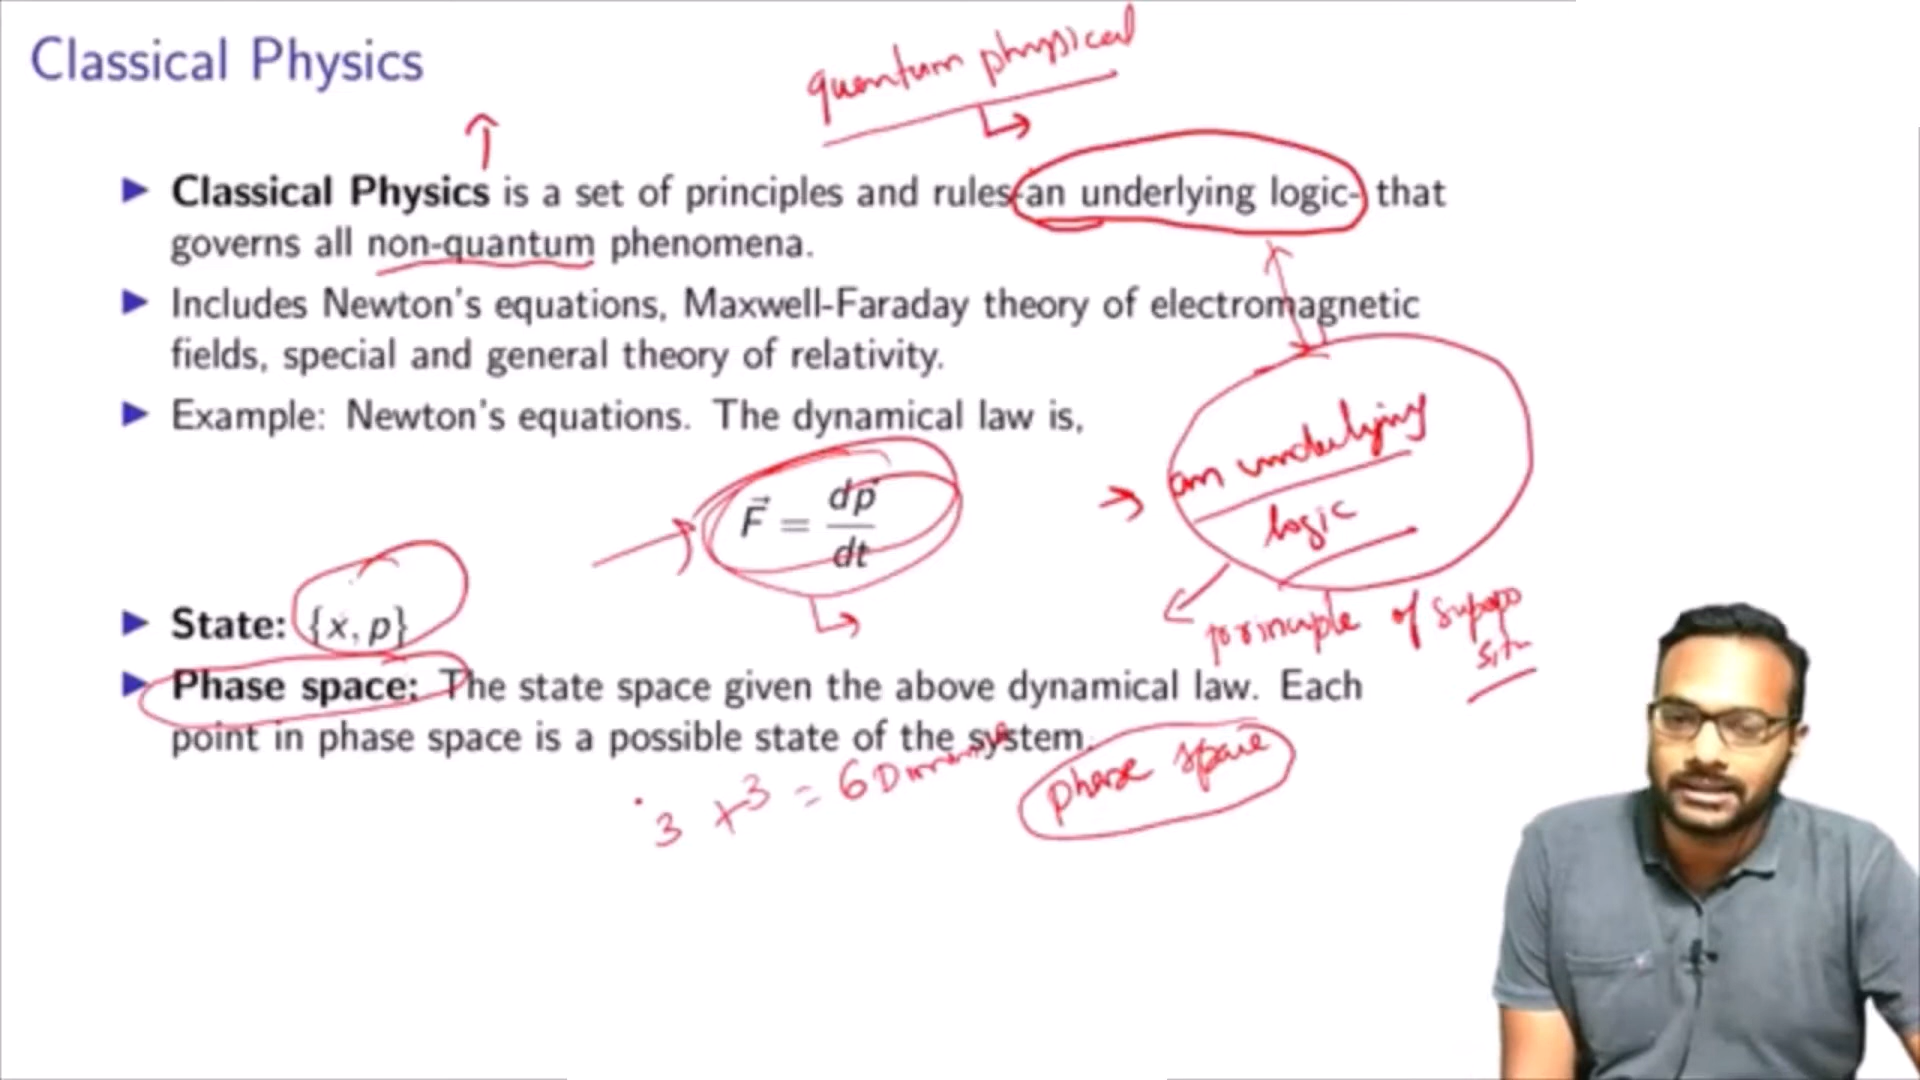 Classical Physics
quantum physical
▶ Classical Physics is a set of principles and rules-an underlying logic- that
governs all non-quantum phenomena.
▶ Includes Newton's equations, Maxwell-Faraday theory of electromagnetic
fields, special and general theory of relativity.
▶ Example: Newton's equations. The dynamical law is,
F⃗ = dp⃗/dt
an underlying
logic
principle of Supepo
sitn
▶ State: {x, p}
▶ Phase space: The state space given the above dynamical law. Each
point in phase space is a possible state of the system.
3 + 3 = 6
phase space